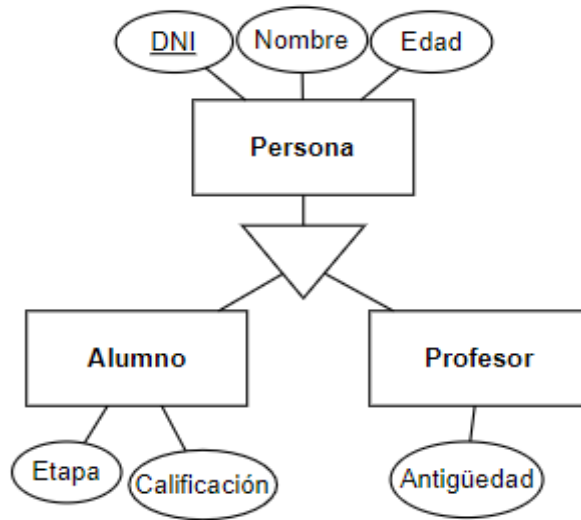 DNI
Nombre
Edad
Persona
Alumno
Profesor
Etapa
Calificación
Antigüedad